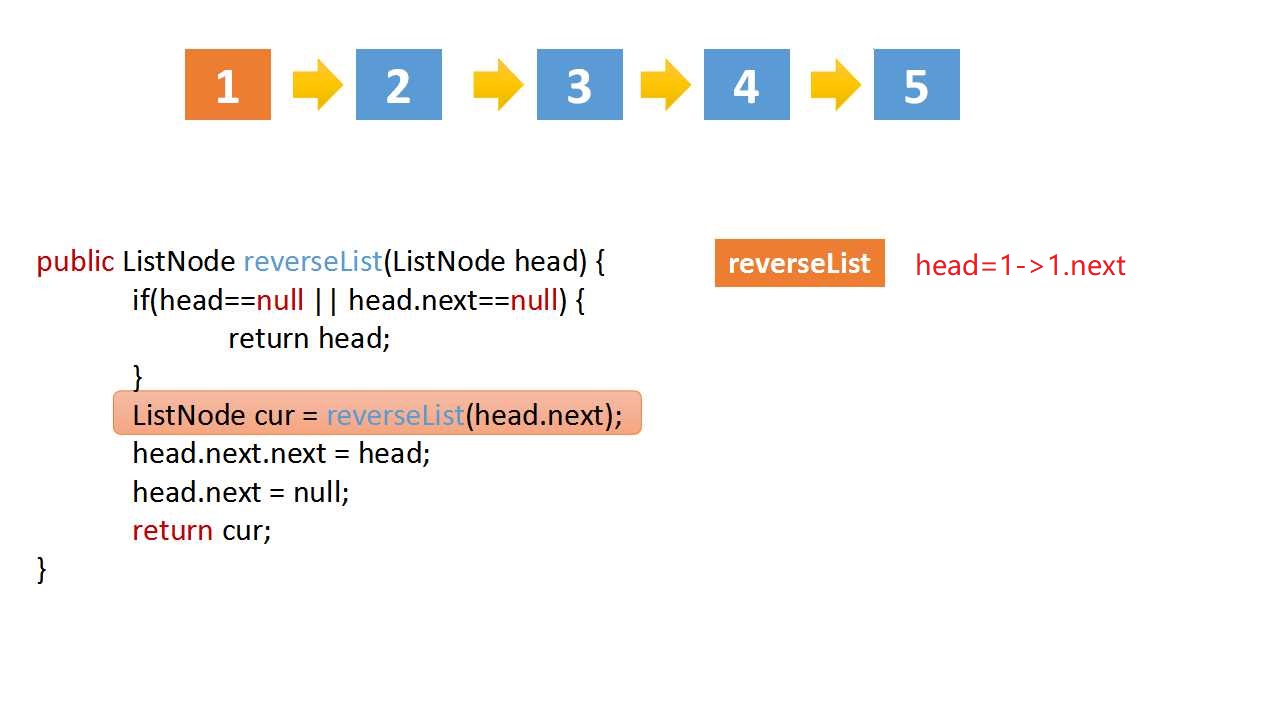 1 2 3 4 5
public ListNode reverseList(ListNode head) {
if(head==null || head.next==null) {
return head;
}
ListNode cur = reverseList(head.next);
head.next.next = head;
head.next = null;
return cur;
}
reverseList head=1->1.next